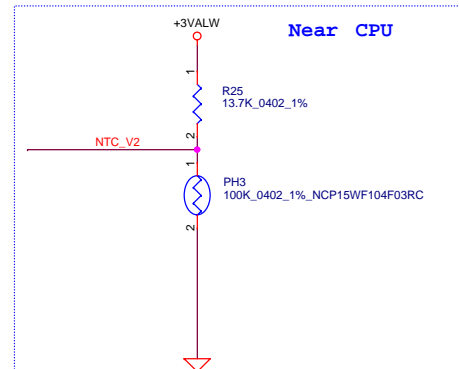 +3VALW
Near CPU
1
R25
13.7K_0402_1%
2
NTC_V2
1
PH3
100K_0402_1%_NCP15WF104F03RC
2